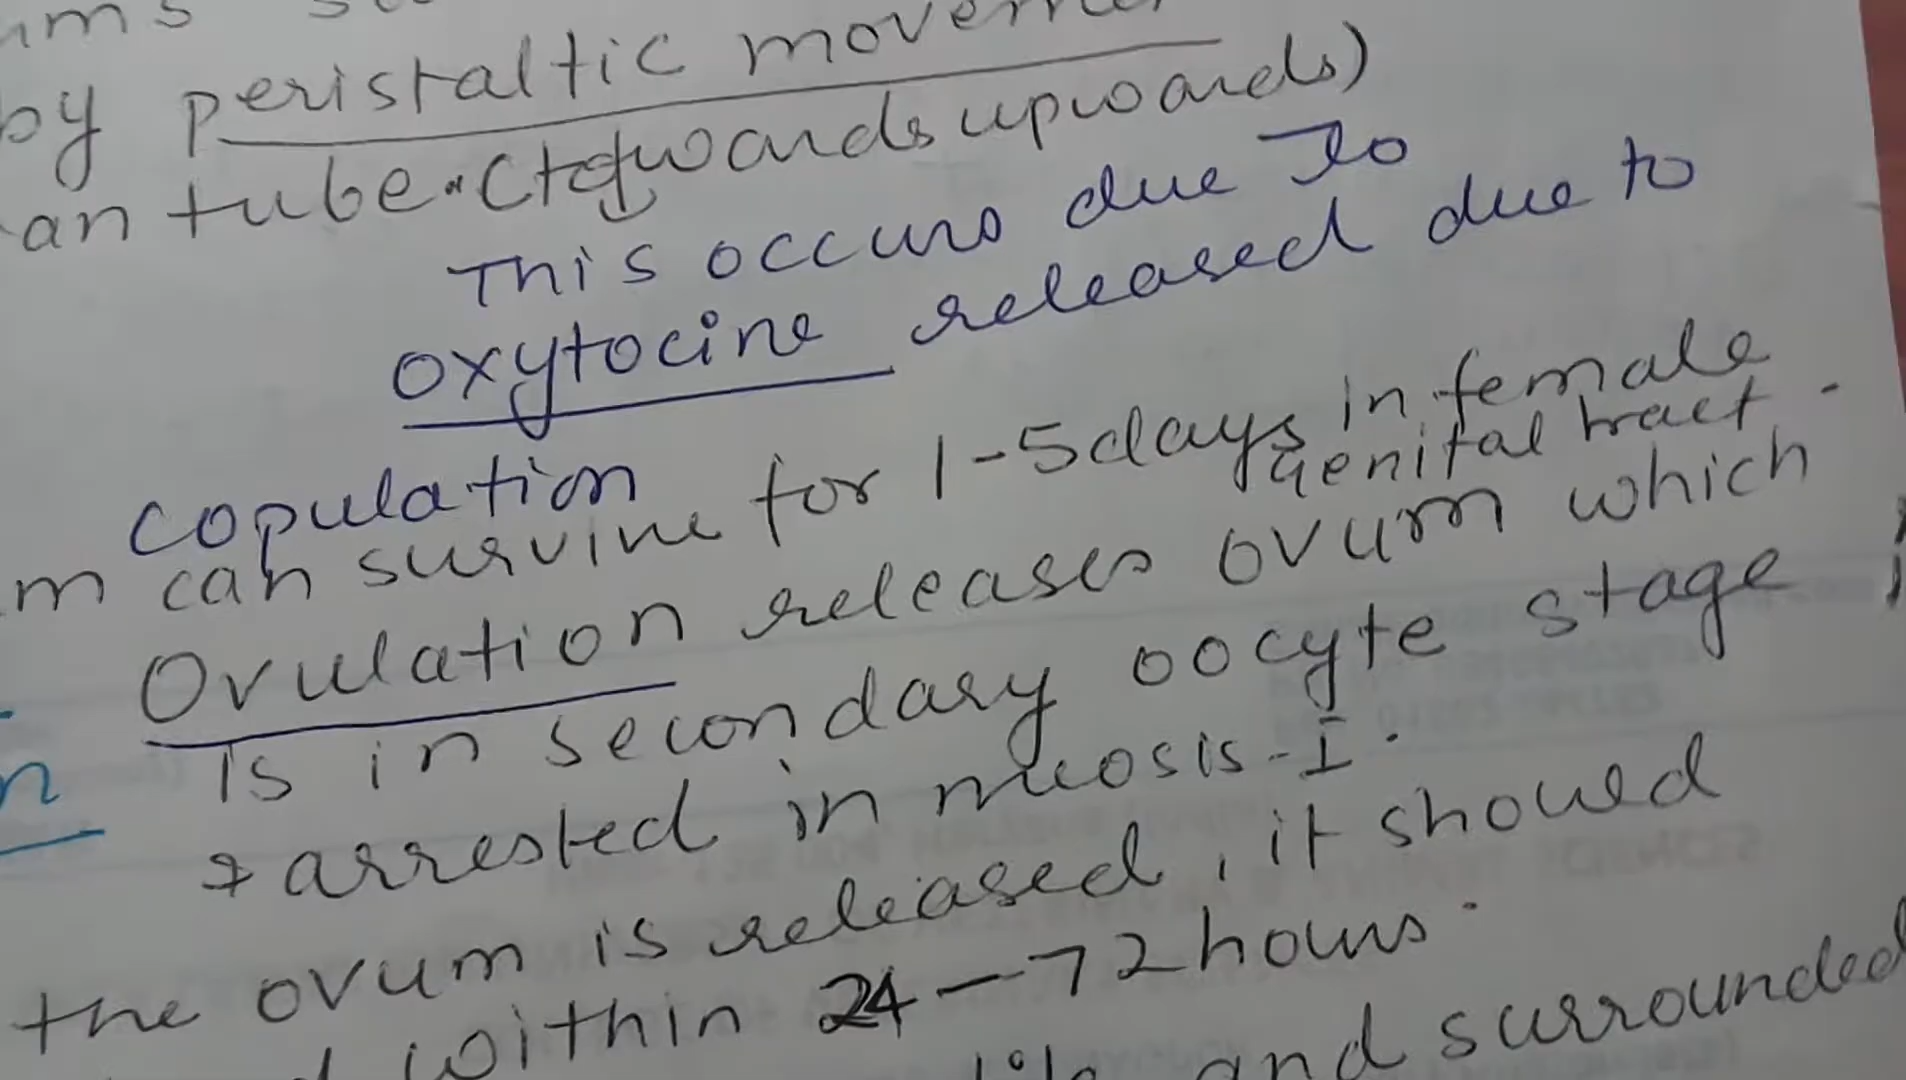 by peristaltic
an tube. (towards upwards)
This occurs due to
oxytocine released due to
copulation
m can survive for 1-5 days in female
genital tract.
Ovulation releases ovum which
is in secondary oocyte stage
& arrested in meosis-I.
n
the ovum is released, it should
within 24-72 hours.
and surrounded